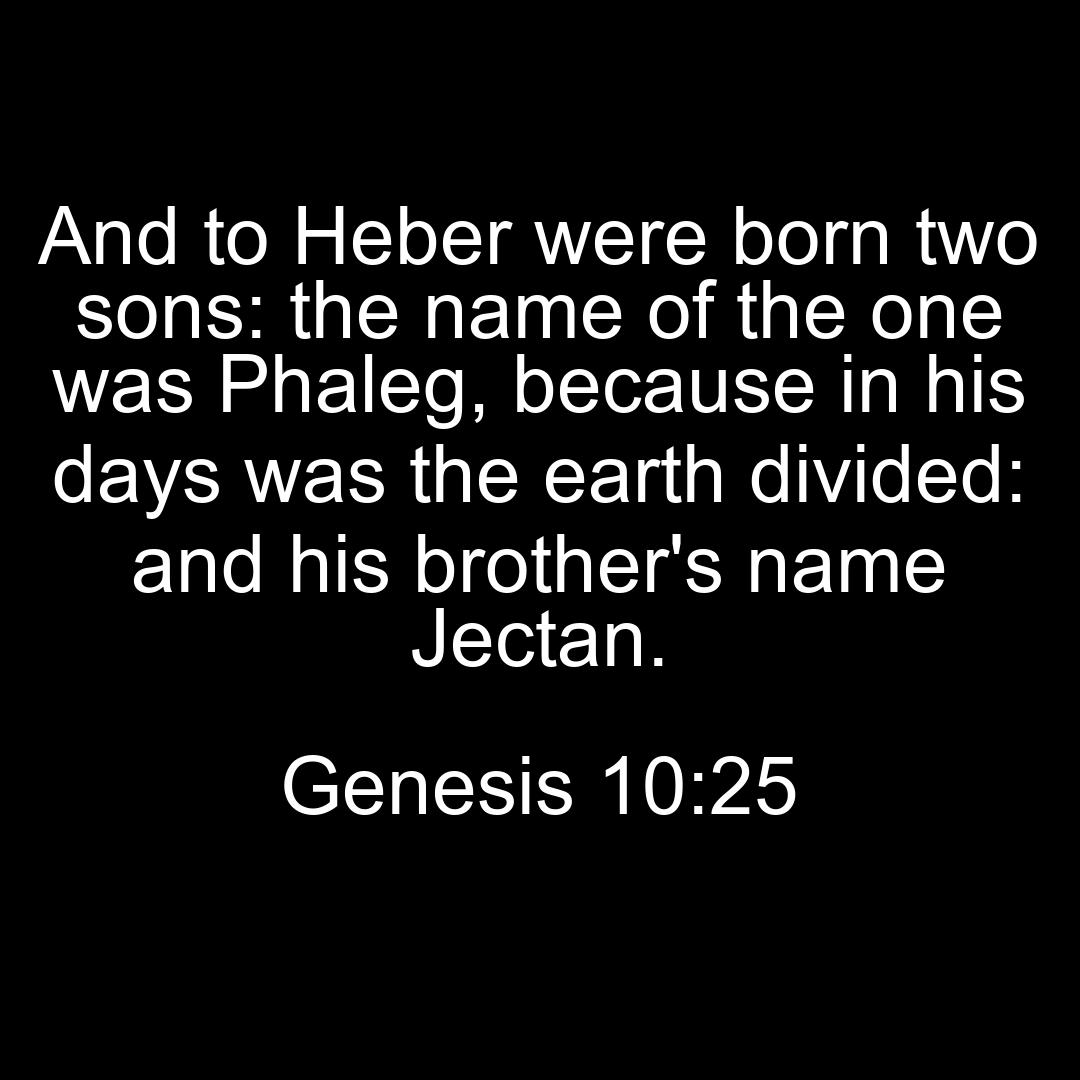 And to Heber were born two
sons: the name of the one
was Phaleg, because in his
days was the earth divided:
and his brother's name
Jectan.
Genesis 10:25